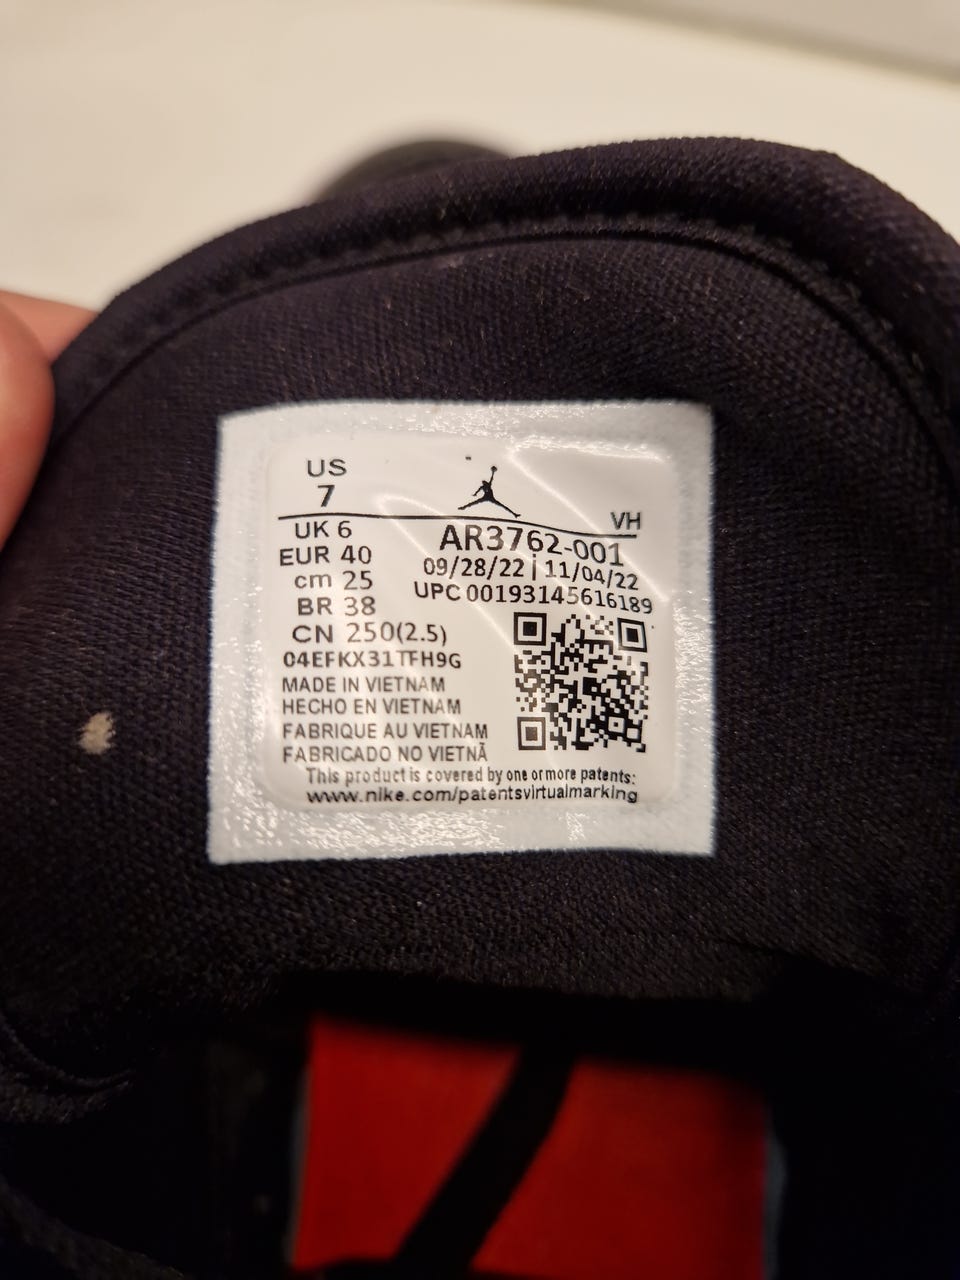 US
7
VH
UK 6
EUR 40
cm 25
BR 38
CN 250(2.5)
04EFKX31TFH9G
AR3762-001
09/28/22 | 11/04/22
UPC 00193145616189
MADE IN VIETNAM
HECHO EN VIETNAM
FABRIQUE AU VIETNAM
FABRICADO NO VIETNÃ
This product is covered by one or more patents:
www.nike.com/patentsvirtualmarking